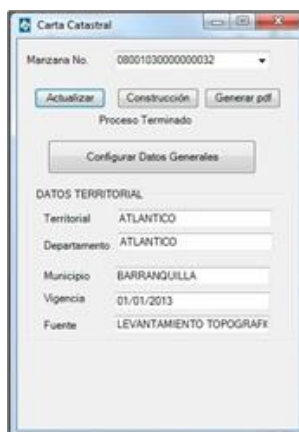 Carta Catastral
Manzana No. 08001030000000032
Actualizar Construcción Generar pdf
Proceso Terminado
Configurar Datos Generales
DATOS TERRITORIAL
Territorial ATLANTICO
Departamento ATLANTICO
Municipio BARRANQUILLA
Vigencia 01/01/2013
Fuente LEVANTAMIENTO TOPOGRAFI